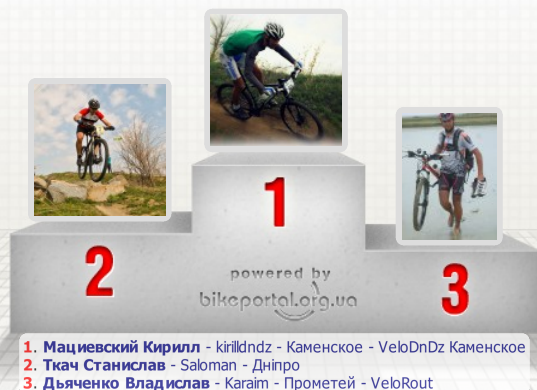 1
2
3
powered by
bikeportal.org.ua
1. Мациевский Кирилл - kirilldndz - Каменское - VeloDnDz Каменское
2. Ткач Станислав - Saloman - Дніпро
3. Дьяченко Владислав - Karaim - Прометей - VeloRout